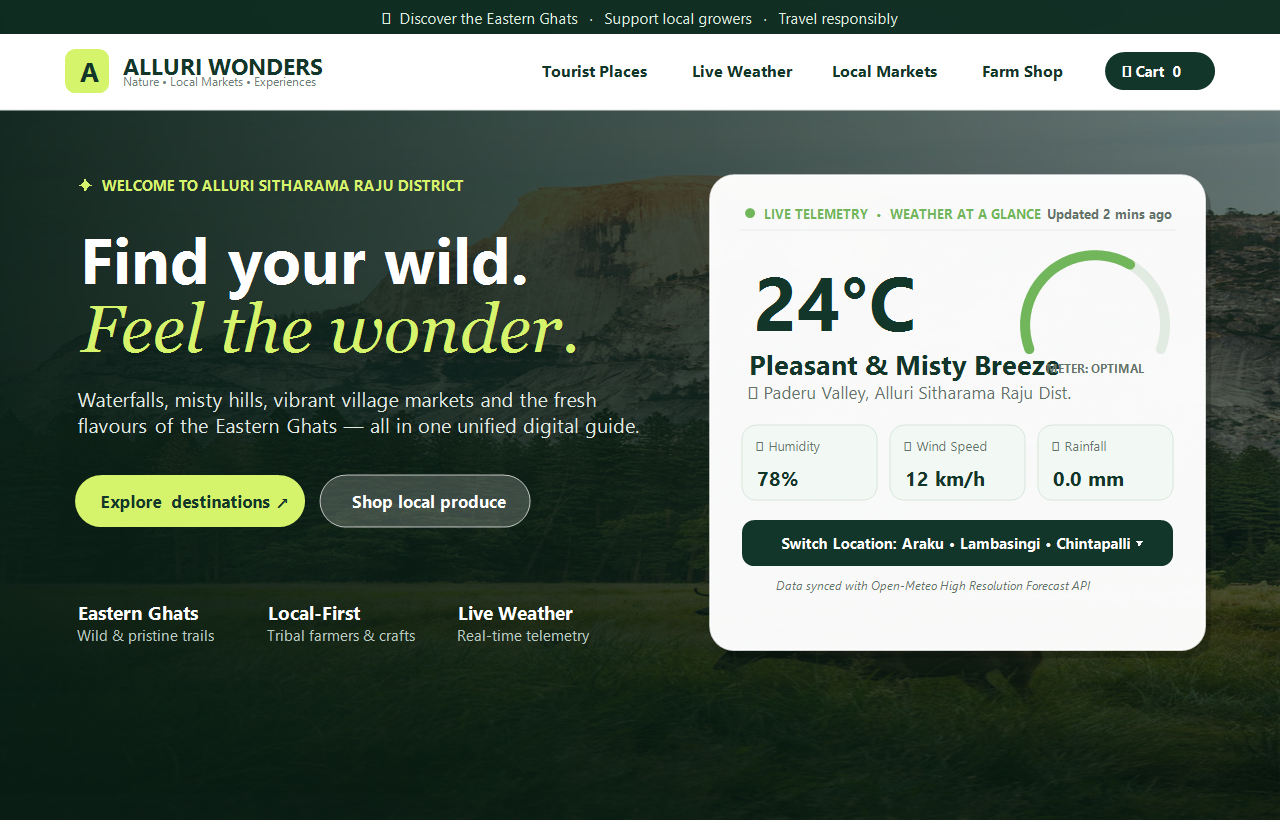 Discover the Eastern Ghats · Support local growers · Travel responsibly
A
ALLURI WONDERS
Nature • Local Markets • Experiences
Tourist Places
Live Weather
Local Markets
Farm Shop
Cart 0
✦ WELCOME TO ALLURI SITHARAMA RAJU DISTRICT
Find your wild.
Feel the wonder.
Waterfalls, misty hills, vibrant village markets and the fresh
flavours of the Eastern Ghats — all in one unified digital guide.
Explore destinations ↗
Shop local produce
Eastern Ghats
Wild & pristine trails
Local-First
Tribal farmers & crafts
Live Weather
Real-time telemetry
LIVE TELEMETRY • WEATHER AT A GLANCE
Updated 2 mins ago
24°C
Pleasant & Misty Breeze
OPTIMAL
Paderu Valley, Alluri Sitharama Raju Dist.
Humidity
78%
Wind Speed
12 km/h
Rainfall
0.0 mm
Switch Location: Araku • Lambasingi • Chintapalli ▾
Data synced with Open-Meteo High Resolution Forecast API